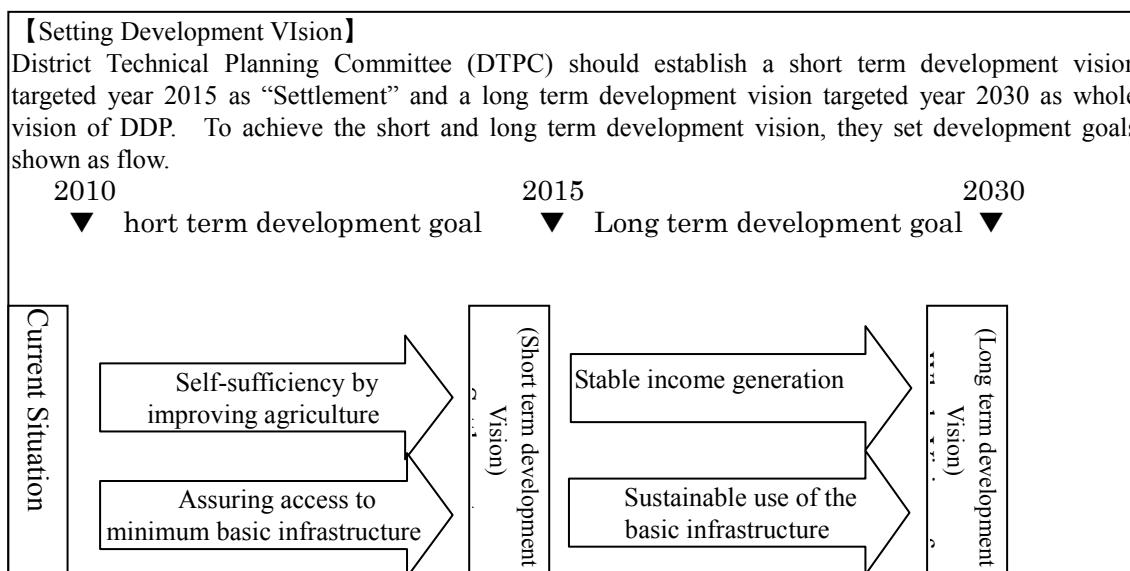 【Setting Development VIsion】
District Technical Planning Committee (DTPC) should establish a short term development vision
targeted year 2015 as “Settlement” and a long term development vision targeted year 2030 as whole
vision of DDP. To achieve the short and long term development vision, they set development goals
shown as flow.
2010 2015 2030
▼ hort term development goal ▼ Long term development goal ▼
Current Situation
Self-sufficiency by
improving agriculture
Assuring access to
minimum basic infrastructure
(Short term development
Vision)
Stable income generation
Sustainable use of the
basic infrastructure
(Long term development
Vision)